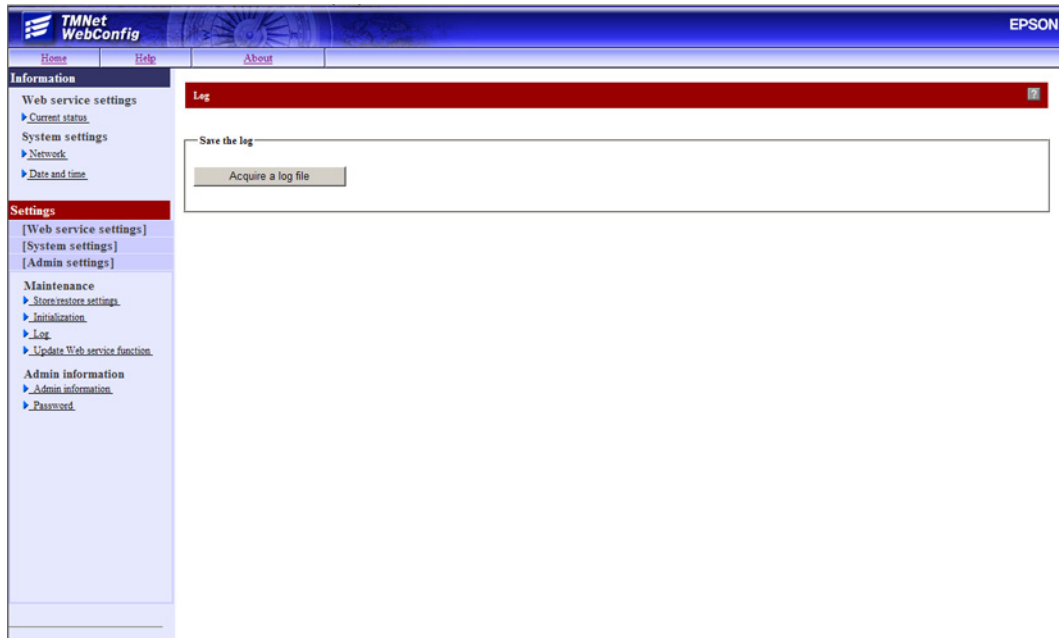 TMNet
WebConfig
EPSON
Home Help About
Information
Web service settings
Current status
System settings
Network
Date and time
Settings
[Web service settings]
[System settings]
[Admin settings]
Maintenance
Store/restore settings
Initialization
Log
Update Web service function
Admin information
Admin information
Password
Log
?
Save the log
Acquire a log file